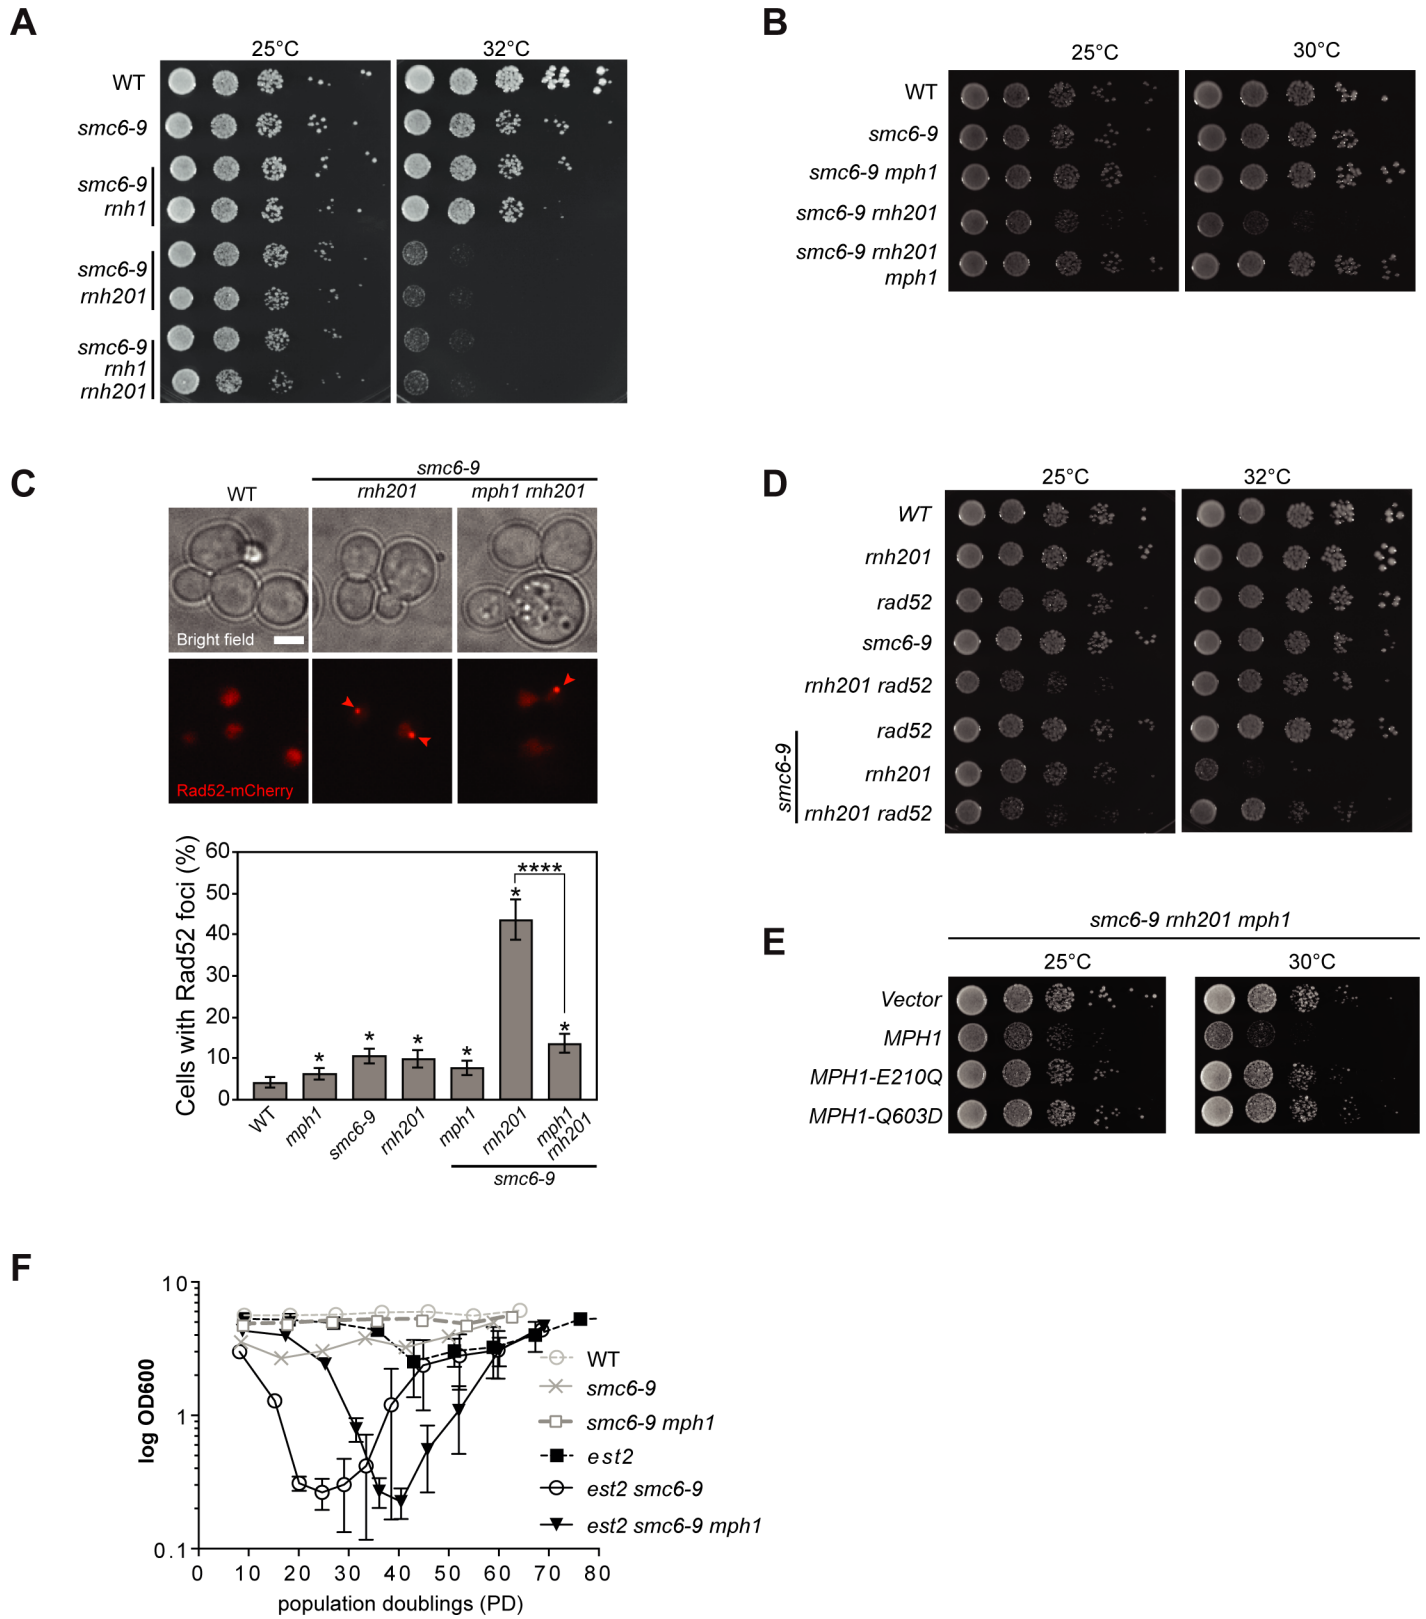 A
25°C
32°C
WT
smc6-9
smc6-9
rnh1
smc6-9
rnh201
smc6-9
rnh1
rnh201
B
25°C
30°C
WT
smc6-9
smc6-9 mph1
smc6-9 rnh201
smc6-9 rnh201
mph1
C
smc6-9
WT
rnh201
mph1 rnh201
Bright field
Rad52-mCherry
Cells with Rad52 foci (%)
60
50
40
30
20
10
0
****
*
*
*
*
*
*
WT
mph1
smc6-9
rnh201
mph1
rnh201
mph1
rnh201
smc6-9
D
25°C
32°C
WT
rnh201
rad52
smc6-9
rnh201 rad52
smc6-9
rad52
rnh201
rnh201 rad52
E
smc6-9 rnh201 mph1
25°C
30°C
Vector
MPH1
MPH1-E210Q
MPH1-Q603D
F
log OD600
10
1
0.1
0 10 20 30 40 50 60 70 80
population doublings (PD)
WT
smc6-9
smc6-9 mph1
est2
est2 smc6-9
est2 smc6-9 mph1